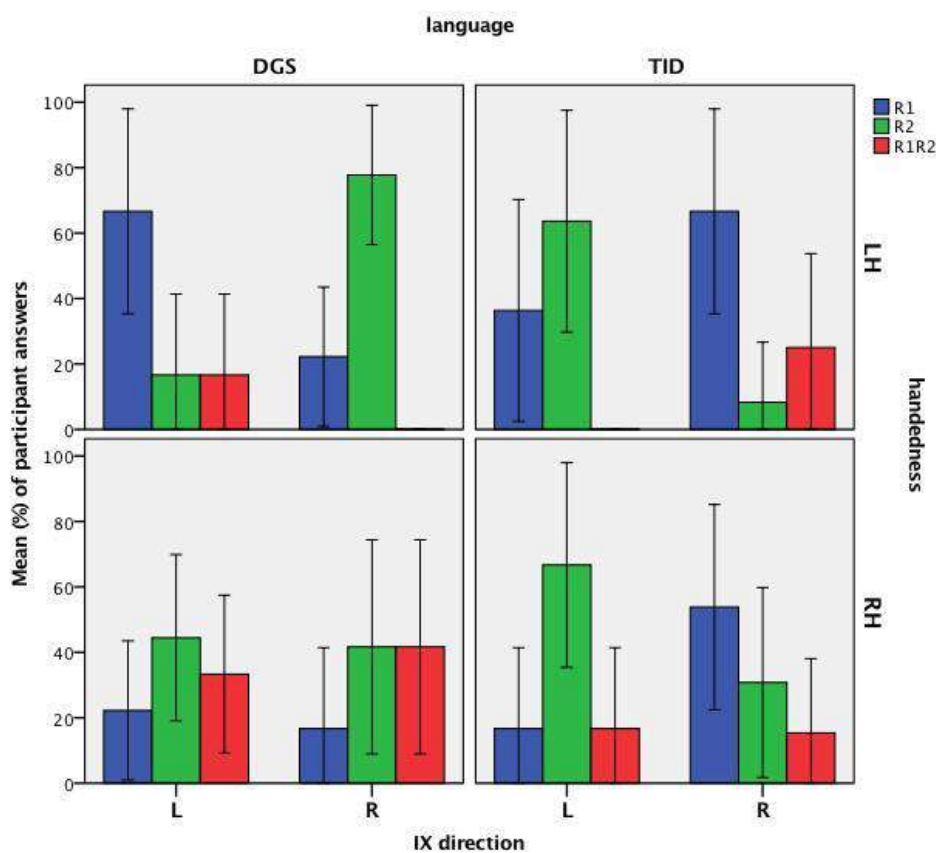 language
DGS
TID
R1
R2
R1R2
100
80
60
40
20
0
LH
100
80
60
40
20
0
RH
Mean (%) of participant answers
handedness
L
R
L
R
IX direction